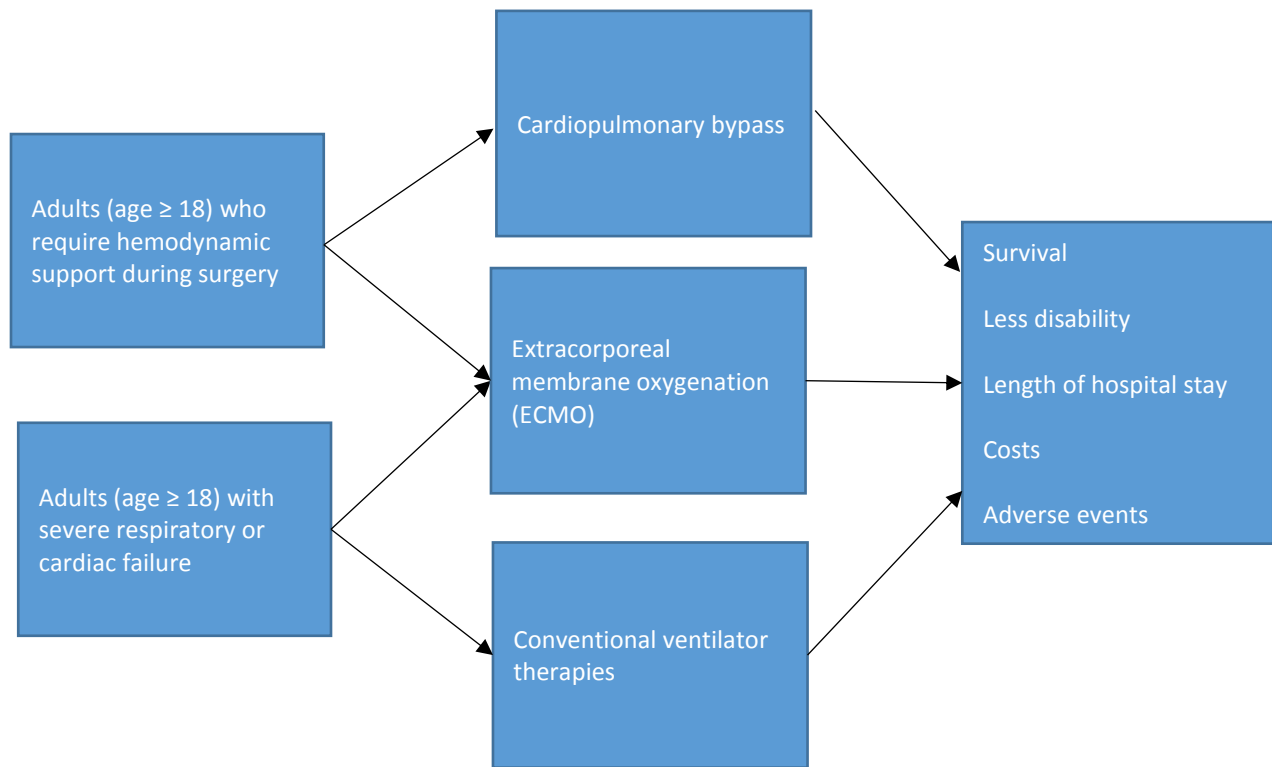 Adults (age ≥ 18) who
require hemodynamic
support during surgery
Adults (age ≥ 18) with
severe respiratory or
cardiac failure
Cardiopulmonary bypass
Extracorporeal
membrane oxygenation
(ECMO)
Conventional ventilator
therapies
Survival
Less disability
Length of hospital stay
Costs
Adverse events